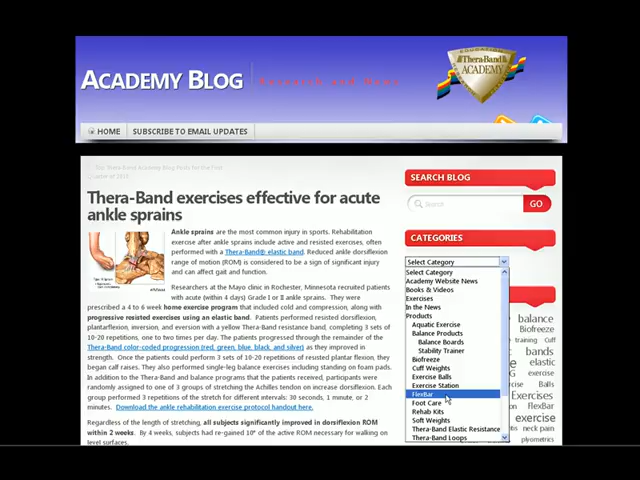 ACADEMY BLOG
Research and News
Thera-Band
ACADEMY
HOME
SUBSCRIBE TO EMAIL UPDATES
Thera-Band exercises effective for acute
ankle sprains
Ankle sprains are the most common injury in sports. Rehabilitation
exercise after ankle sprains include active and resisted exercises, often
performed with a Thera-Band® elastic band. Reduced ankle dorsiflexion
range of motion (ROM) is considered to be a sign of significant injury
and can affect gait and function.
Researchers at the Mayo clinic in Rochester, Minnesota recruited patients
with acute (within 4 days) Grade I or II ankle sprains. They were
prescribed a 4 to 6 week home exercise program that included cold and compression, along with
progressive resisted exercises using an elastic band. Patients performed resisted dorsiflexion,
plantarflexion, inversion, and eversion with a yellow Thera-Band resistance band, completing 3 sets of
10-20 repetitions, one to two times per day. The patients progressed through the remainder of the
Thera-Band color-coded progression (red, green, blue, black, and silver) as they improved in
strength. Once the patients could perform 3 sets of 10-20 repetitions of resisted plantar flexion, they
began calf raises. They also performed single-leg balance exercises including standing on foam pads.
In addition to the Thera-Band and balance programs that the patients received, participants were
randomly assigned to one of 3 groups of stretching the Achilles tendon on increase dorsiflexion. Each
group performed 3 repetitions of the stretch for different intervals: 30 seconds, 1 minute, or 2
minutes. Download the ankle rehabilitation exercise protocol handout here.
Regardless of the length of stretching, all subjects significantly improved in dorsiflexion ROM
within 2 weeks. By 4 weeks, subjects had re-gained 10° of the active ROM necessary for walking on
level surfaces.
SEARCH BLOG
Search
GO
CATEGORIES
Select Category
Select Category
Academy Website News
Books & Videos
Exercises
In the News
Products
Aquatic Exercise
Balance Products
Balance Boards
Stability Trainer
Biofreeze
Cuff Weights
Exercise Balls
Exercise Station
FlexBar
Foot Care
Rehab Kits
Soft Weights
Thera-Band Elastic Resistance
Thera-Band Loops
balance
Biofreeze
training Cuff
bands
elastic
exercise
Balls
Exercises
FlexBar
exercise
neck pain
plyometrics